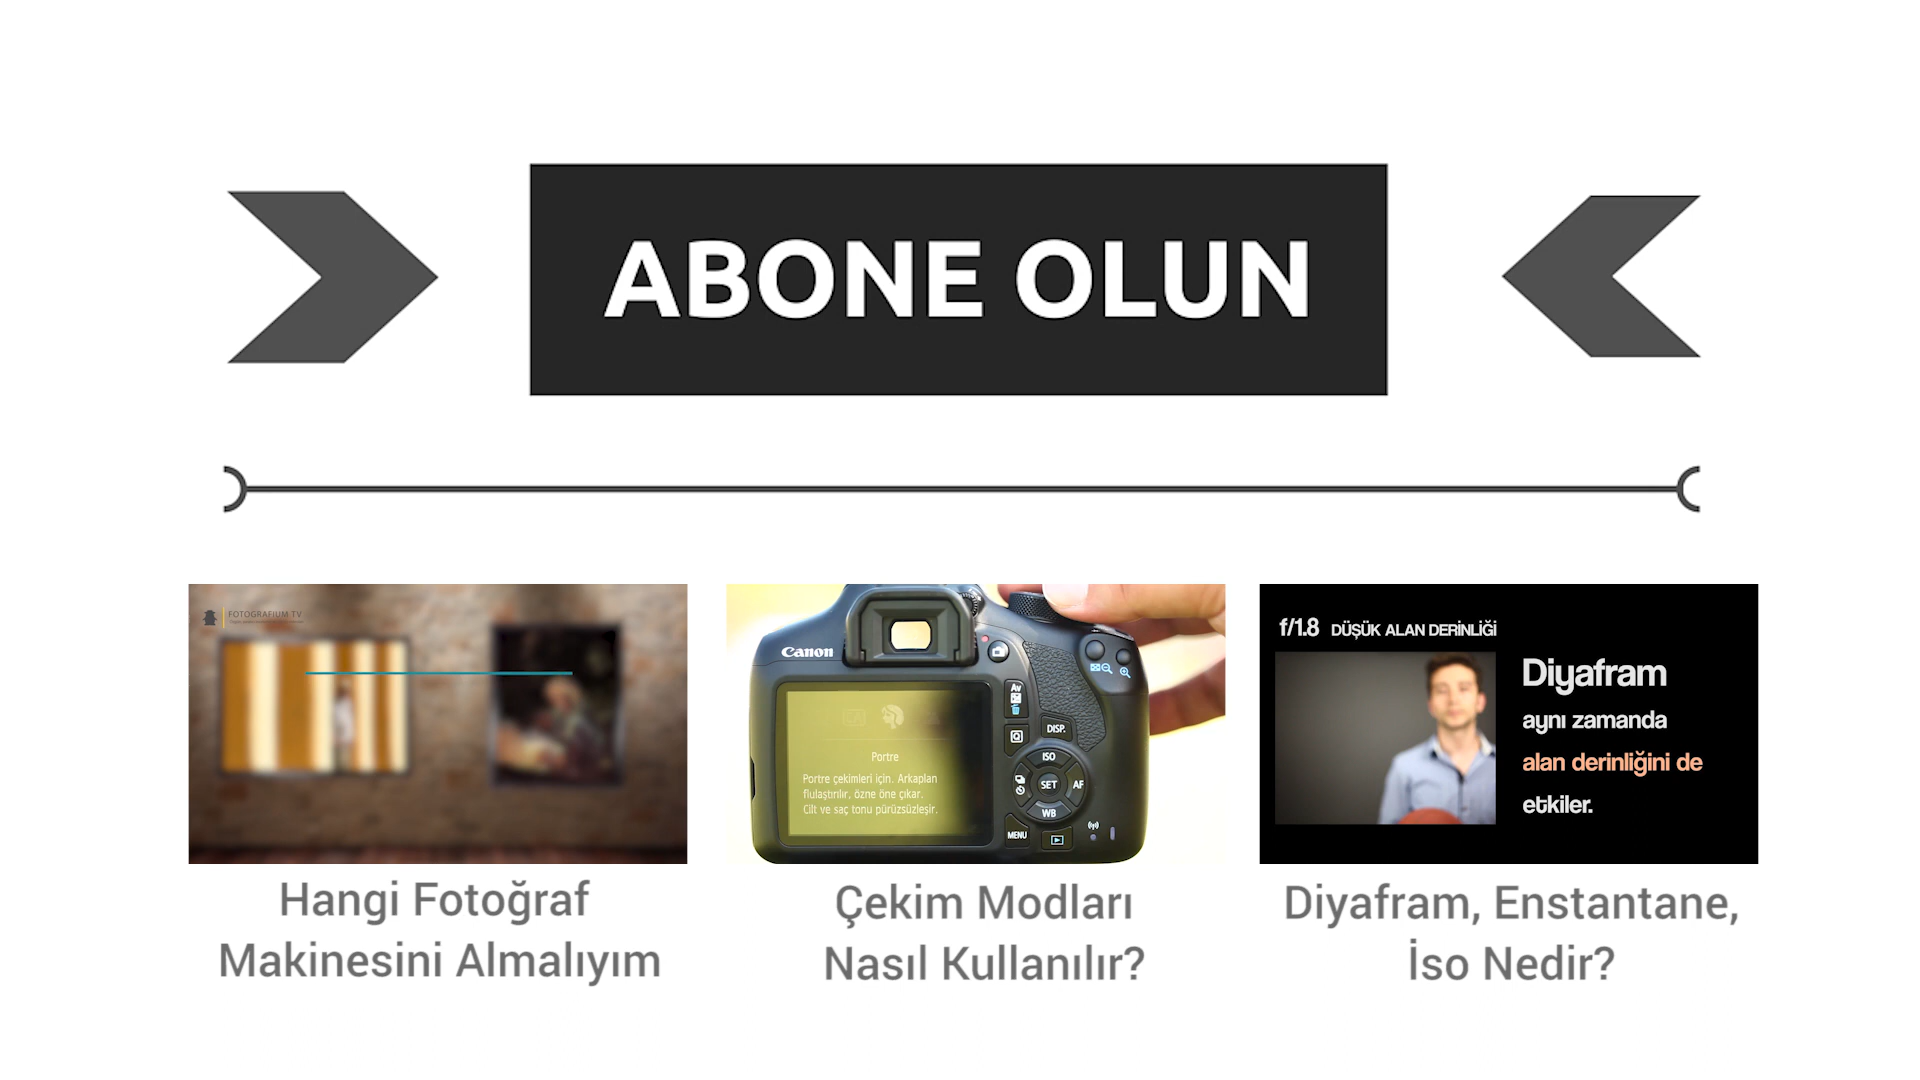 ABONE OLUN
FOTOGRAFIUM TV
Canon
Av
Q
DISP.
ISO
SET
AF
WB
MENU
Portre
Portre çekimleri için. Arkaplan
flulaştırılır, özne öne çıkar.
Cilt ve saç tonu pürüzsüzleşir.
f/1.8 DÜŞÜK ALAN DERİNLİĞİ
Diyafram
aynı zamanda
alan derinliğini de
etkiler.
Hangi Fotoğraf
Makinesini Almalıyım
Çekim Modları
Nasıl Kullanılır?
Diyafram, Enstantane,
İso Nedir?